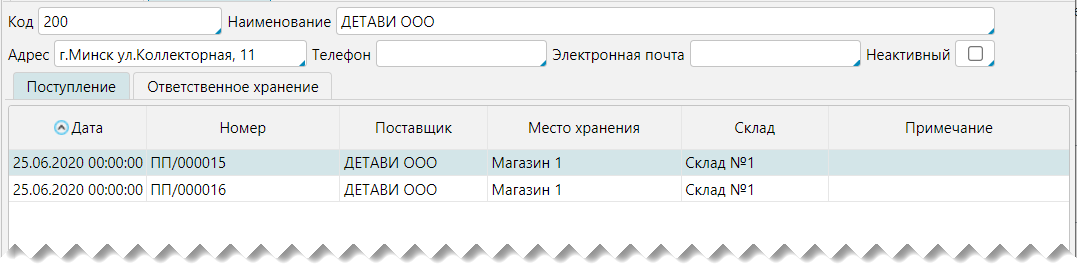 Код 200 Наименование ДЕТАВИ ООО
Адрес г.Минск ул.Коллекторная, 11 Телефон Электронная почта Неактивный
Поступление Ответственное хранение
Дата Номер Поставщик Место хранения Склад Примечание
25.06.2020 00:00:00 ПП/000015 ДЕТАВИ ООО Магазин 1 Склад №1
25.06.2020 00:00:00 ПП/000016 ДЕТАВИ ООО Магазин 1 Склад №1